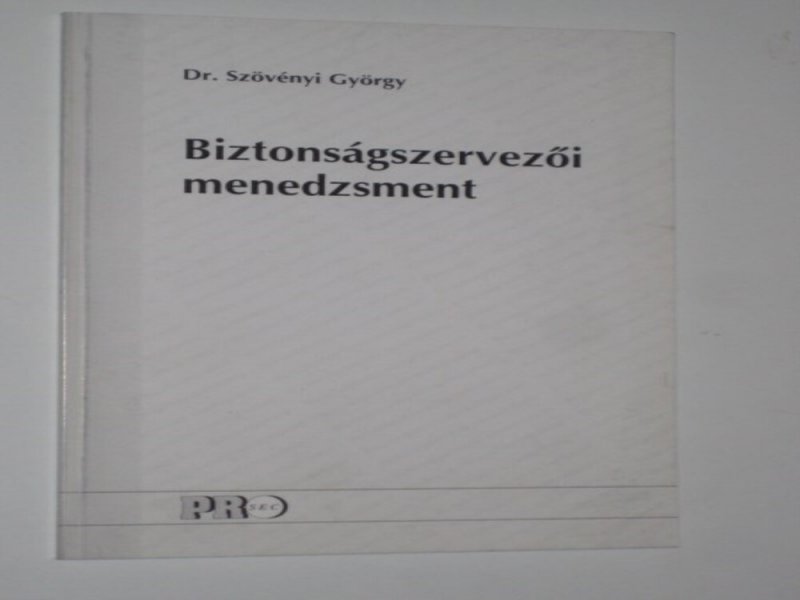 Dr. Szövényi György
Biztonságszervezői
menedzsment
PRO SEC